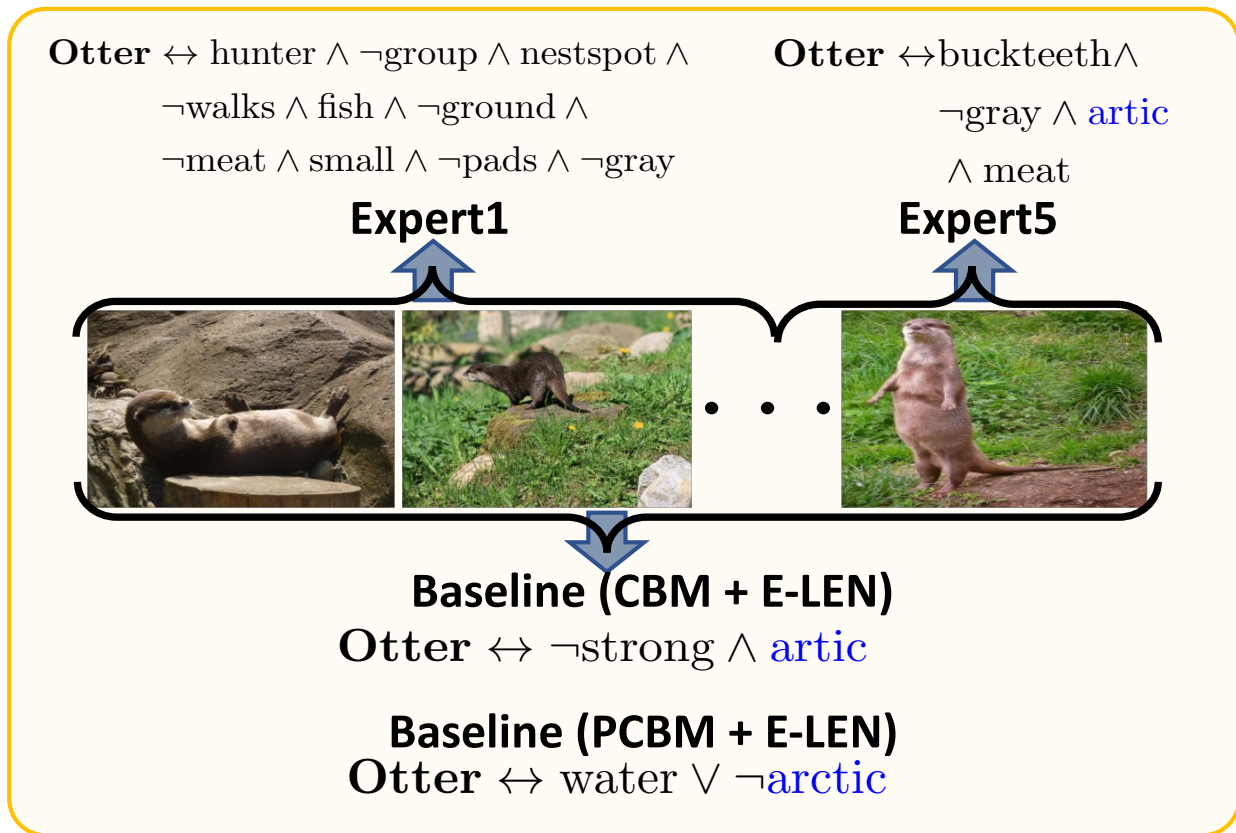 Otter ↔ hunter ∧ ¬group ∧ nestspot ∧
¬walks ∧ fish ∧ ¬ground ∧
¬meat ∧ small ∧ ¬pads ∧ ¬gray
Expert1
Otter ↔buckteeth∧
¬gray ∧ artic
∧ meat
Expert5
Baseline (CBM + E-LEN)
Otter ↔ ¬strong ∧ artic
Baseline (PCBM + E-LEN)
Otter ↔ water ∨ ¬arctic